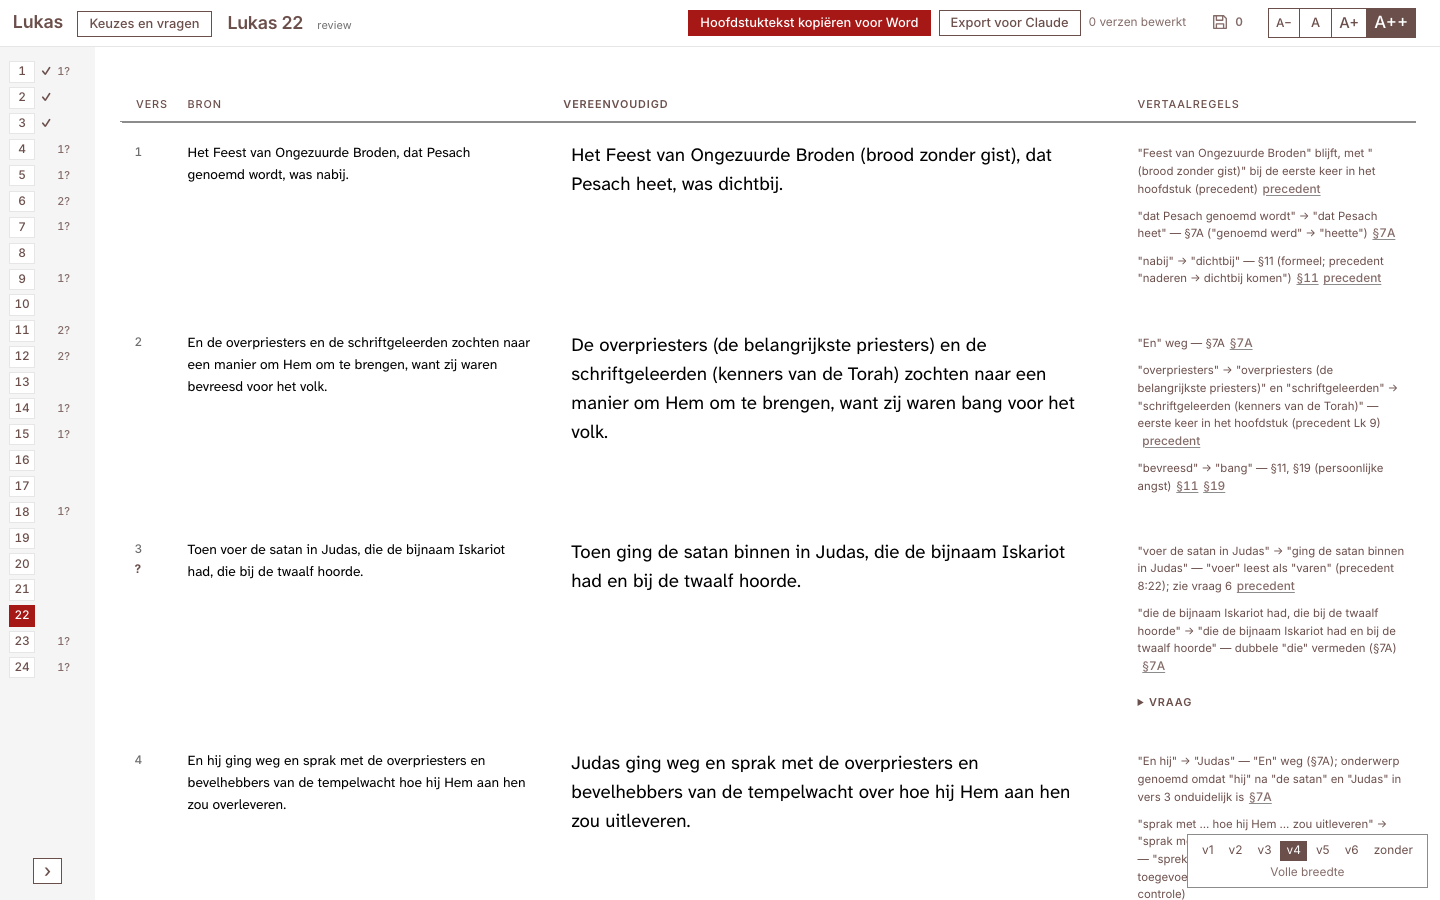 Lukas Keuzes en vragen Lukas 22 review Hoofdstuktekst kopiëren voor Word Export voor Claude 0 verzen bewerkt 0 A− A A+ A++
1 1?
2
3
4 1?
5 1?
6 2?
7 1?
8
9 1?
10
11 2?
12 2?
13
14 1?
15 1?
16
17
18 1?
19
20
21
22
23 1?
24 1?
VERS BRON VEREENVOUDIGD VERTAALREGELS
1
Het Feest van Ongezuurde Broden, dat Pesach
genoemd wordt, was nabij.
Het Feest van Ongezuurde Broden (brood zonder gist), dat
Pesach heet, was dichtbij.
"Feest van Ongezuurde Broden" blijft, met "
(brood zonder gist)" bij de eerste keer in het
hoofdstuk (precedent) precedent
"dat Pesach genoemd wordt" → "dat Pesach
heet" — §7A ("genoemd werd" → "heette") §7A
"nabij" → "dichtbij" — §11 (formeel; precedent
"naderen → dichtbij komen") §11 precedent
2
En de overpriesters en de schriftgeleerden zochten naar
een manier om Hem om te brengen, want zij waren
bevreesd voor het volk.
De overpriesters (de belangrijkste priesters) en de
schriftgeleerden (kenners van de Torah) zochten naar een
manier om Hem om te brengen, want zij waren bang voor het
volk.
"En" weg — §7A §7A
"overpriesters" → "overpriesters (de
belangrijkste priesters)" en "schriftgeleerden" →
"schriftgeleerden (kenners van de Torah)" —
eerste keer in het hoofdstuk (precedent Lk 9)
precedent
"bevreesd" → "bang" — §11, §19 (persoonlijke
angst) §11 §19
3
?
Toen voer de satan in Judas, die de bijnaam Iskariot
had, die bij de twaalf hoorde.
Toen ging de satan binnen in Judas, die de bijnaam Iskariot
had en bij de twaalf hoorde.
"voer de satan in Judas" → "ging de satan binnen
in Judas" — "voer" leest als "varen" (precedent
8:22); zie vraag 6 precedent
"die de bijnaam Iskariot had, die bij de twaalf
hoorde" → "die de bijnaam Iskariot had en bij de
twaalf hoorde" — dubbele "die" vermeden (§7A)
§7A
VRAAG
4
En hij ging weg en sprak met de overpriesters en
bevelhebbers van de tempelwacht hoe hij Hem aan hen
zou overleveren.
Judas ging weg en sprak met de overpriesters en
bevelhebbers van de tempelwacht over hoe hij Hem aan hen
zou uitleveren.
"En hij" → "Judas" — "En" weg (§7A); onderwerp
genoemd omdat "hij" na "de satan" en "Judas" in
vers 3 onduidelijk is §7A
"sprak met ... hoe hij Hem ... zou uitleveren" →
"sprak
—
controle)
v1 v2 v3 v4 v5 v6 zonder
Volle breedte